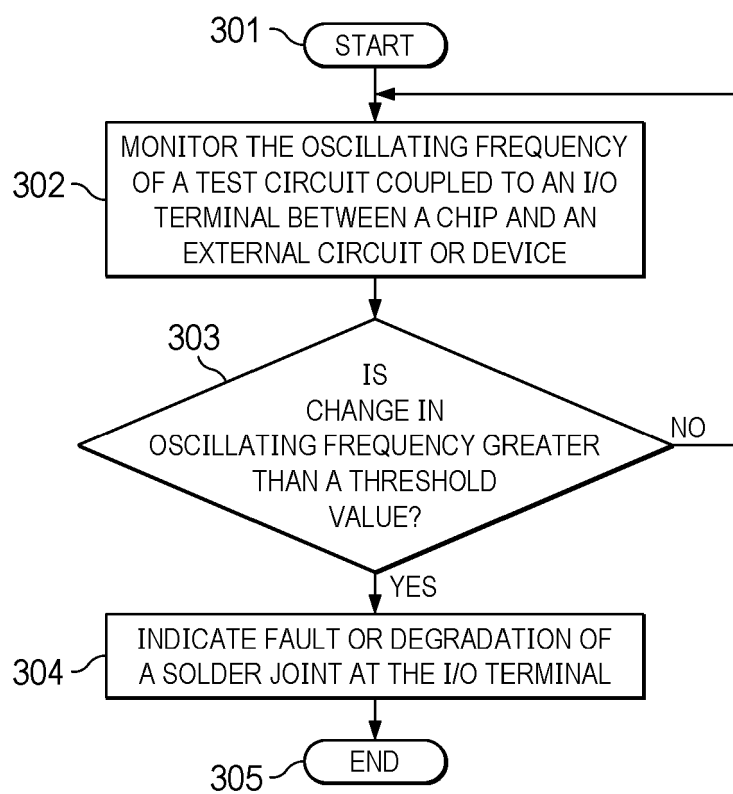 301
START
302
MONITOR THE OSCILLATING FREQUENCY
OF A TEST CIRCUIT COUPLED TO AN I/O
TERMINAL BETWEEN A CHIP AND AN
EXTERNAL CIRCUIT OR DEVICE
303
IS
CHANGE IN
OSCILLATING FREQUENCY GREATER
THAN A THRESHOLD
VALUE?
NO
YES
304
INDICATE FAULT OR DEGRADATION OF
A SOLDER JOINT AT THE I/O TERMINAL
305
END